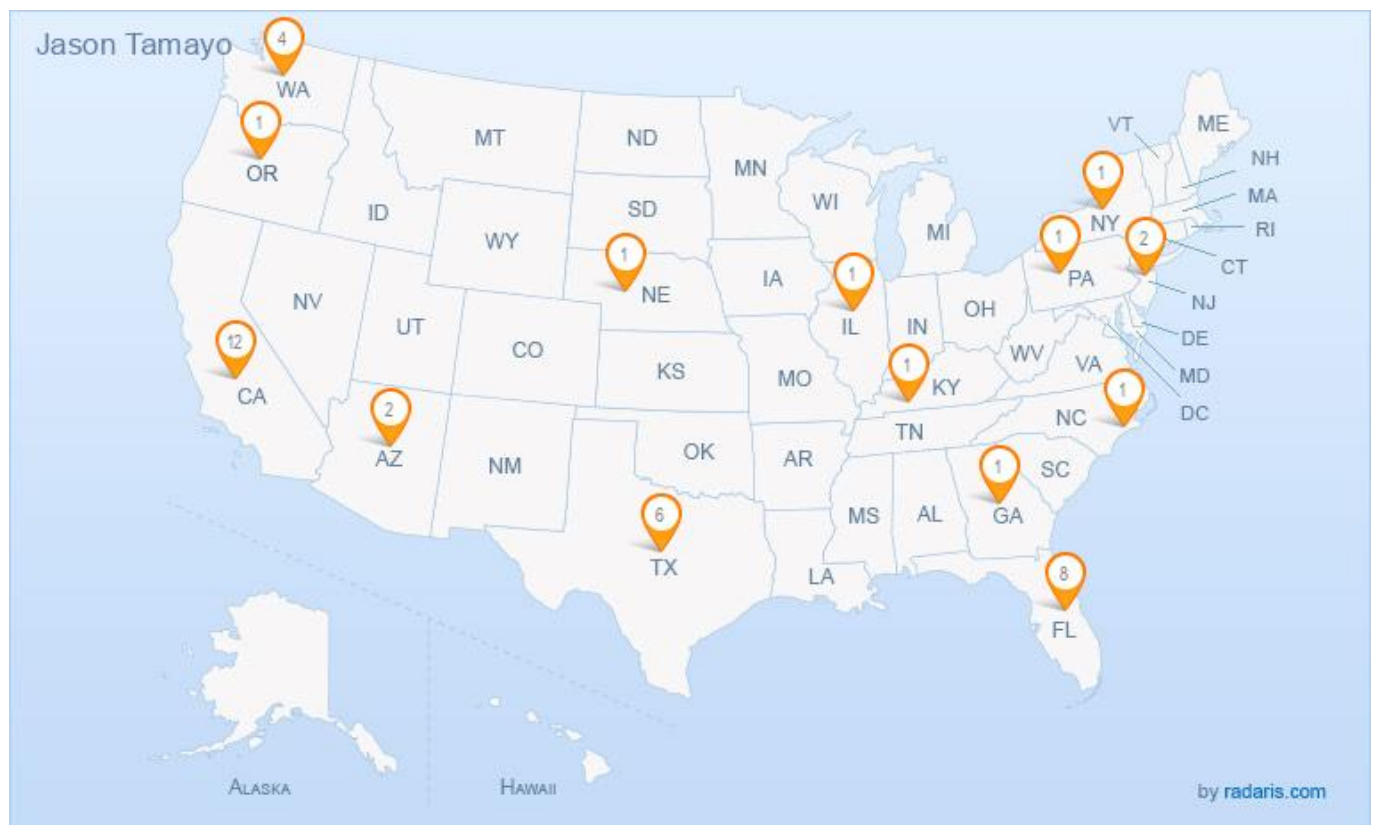 Jason Tamayo
4
WA
1
OR
MT
ND
MN
ID
WY
SD
WI
MI
VT
ME
NH
MA
RI
CT
NJ
DE
MD
DC
1
NY
1
PA
2
1
NE
IA
1
IL
IN
OH
WV
VA
NV
UT
CO
KS
MO
1
KY
12
CA
2
AZ
NM
OK
AR
TN
1
NC
SC
1
GA
AL
MS
LA
6
TX
8
FL
ALASKA
HAWAII
by radaris.com